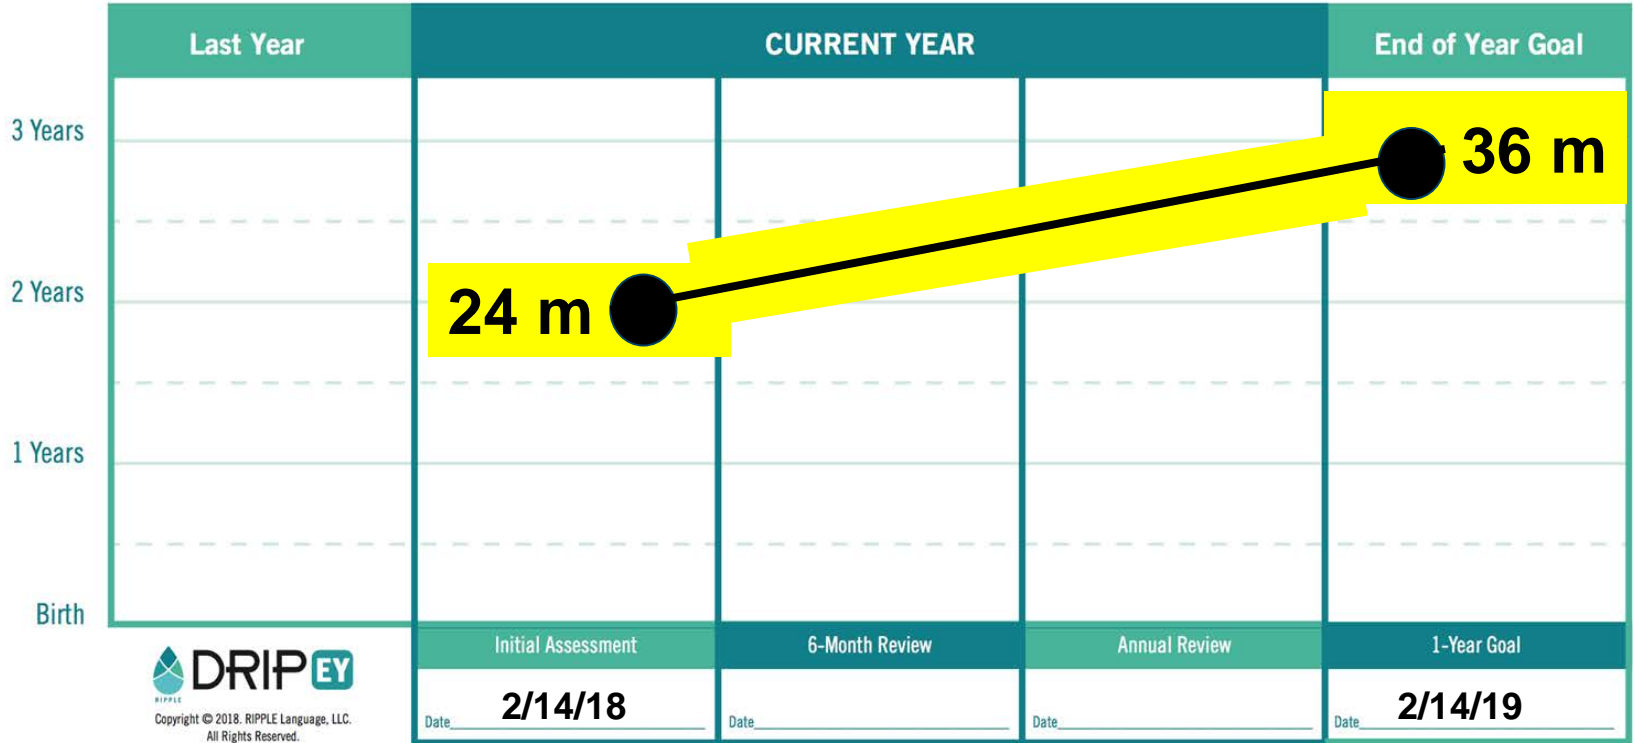 Last Year CURRENT YEAR End of Year Goal
3 Years
36 m
2 Years
24 m
1 Years
Birth
Initial Assessment 6-Month Review Annual Review 1-Year Goal
DRIP EY
RIPPLE
Copyright © 2018. RIPPLE Language, LLC.
All Rights Reserved.
Date 2/14/18 Date Date Date 2/14/19